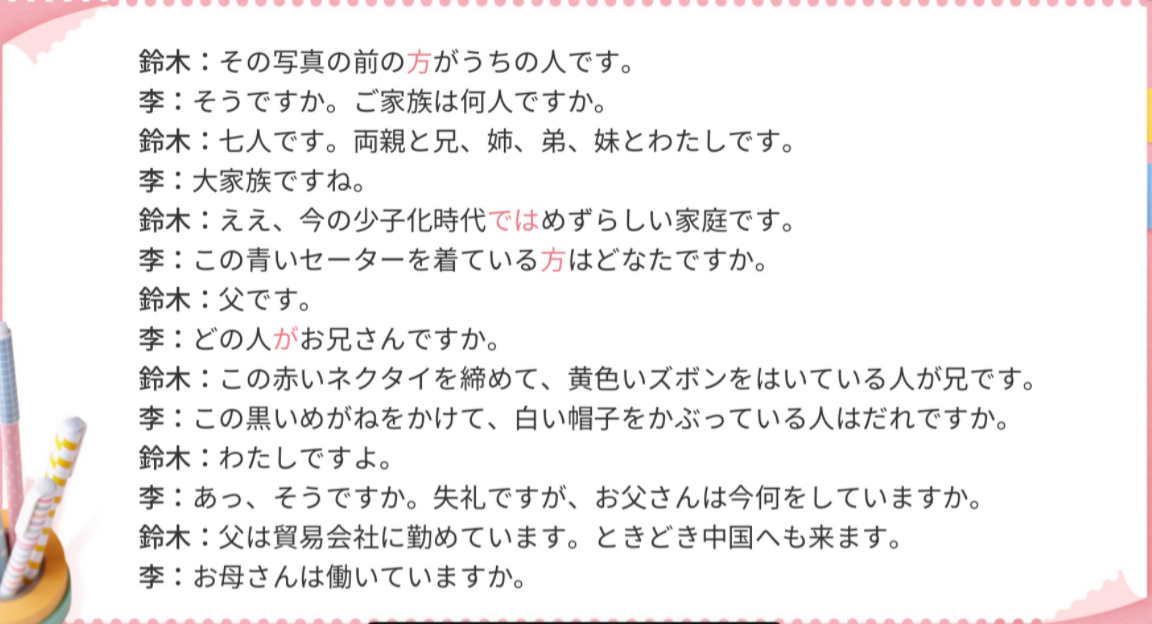 鈴木：その写真の前の方がうちの人です。
李：そうですか。ご家族は何人ですか。
鈴木：七人です。両親と兄、姉、弟、妹とわたしです。
李：大家族ですね。
鈴木：ええ、今の少子化時代ではめずらしい家庭です。
李：この青いセーターを着ている方はどなたですか。
鈴木：父です。
李：どの人がお兄さんですか。
鈴木：この赤いネクタイを締めて、黄色いズボンをはいている人が兄です。
李：この黒いめがねをかけて、白い帽子をかぶっている人はだれですか。
鈴木：わたしですよ。
李：あっ、そうですか。失礼ですが、お父さんは今何をしていますか。
鈴木：父は貿易会社に勤めています。ときどき中国へも来ます。
李：お母さんは働いていますか。